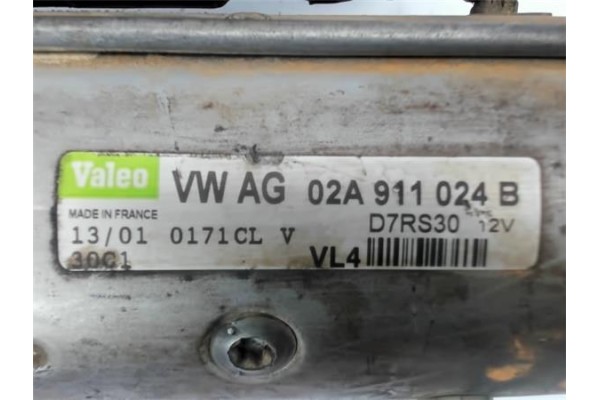 Valeo VW AG 02A 911 024 B
MADE IN FRANCE D7RS30 12V
13/01 0171CL V
30C1 VL4